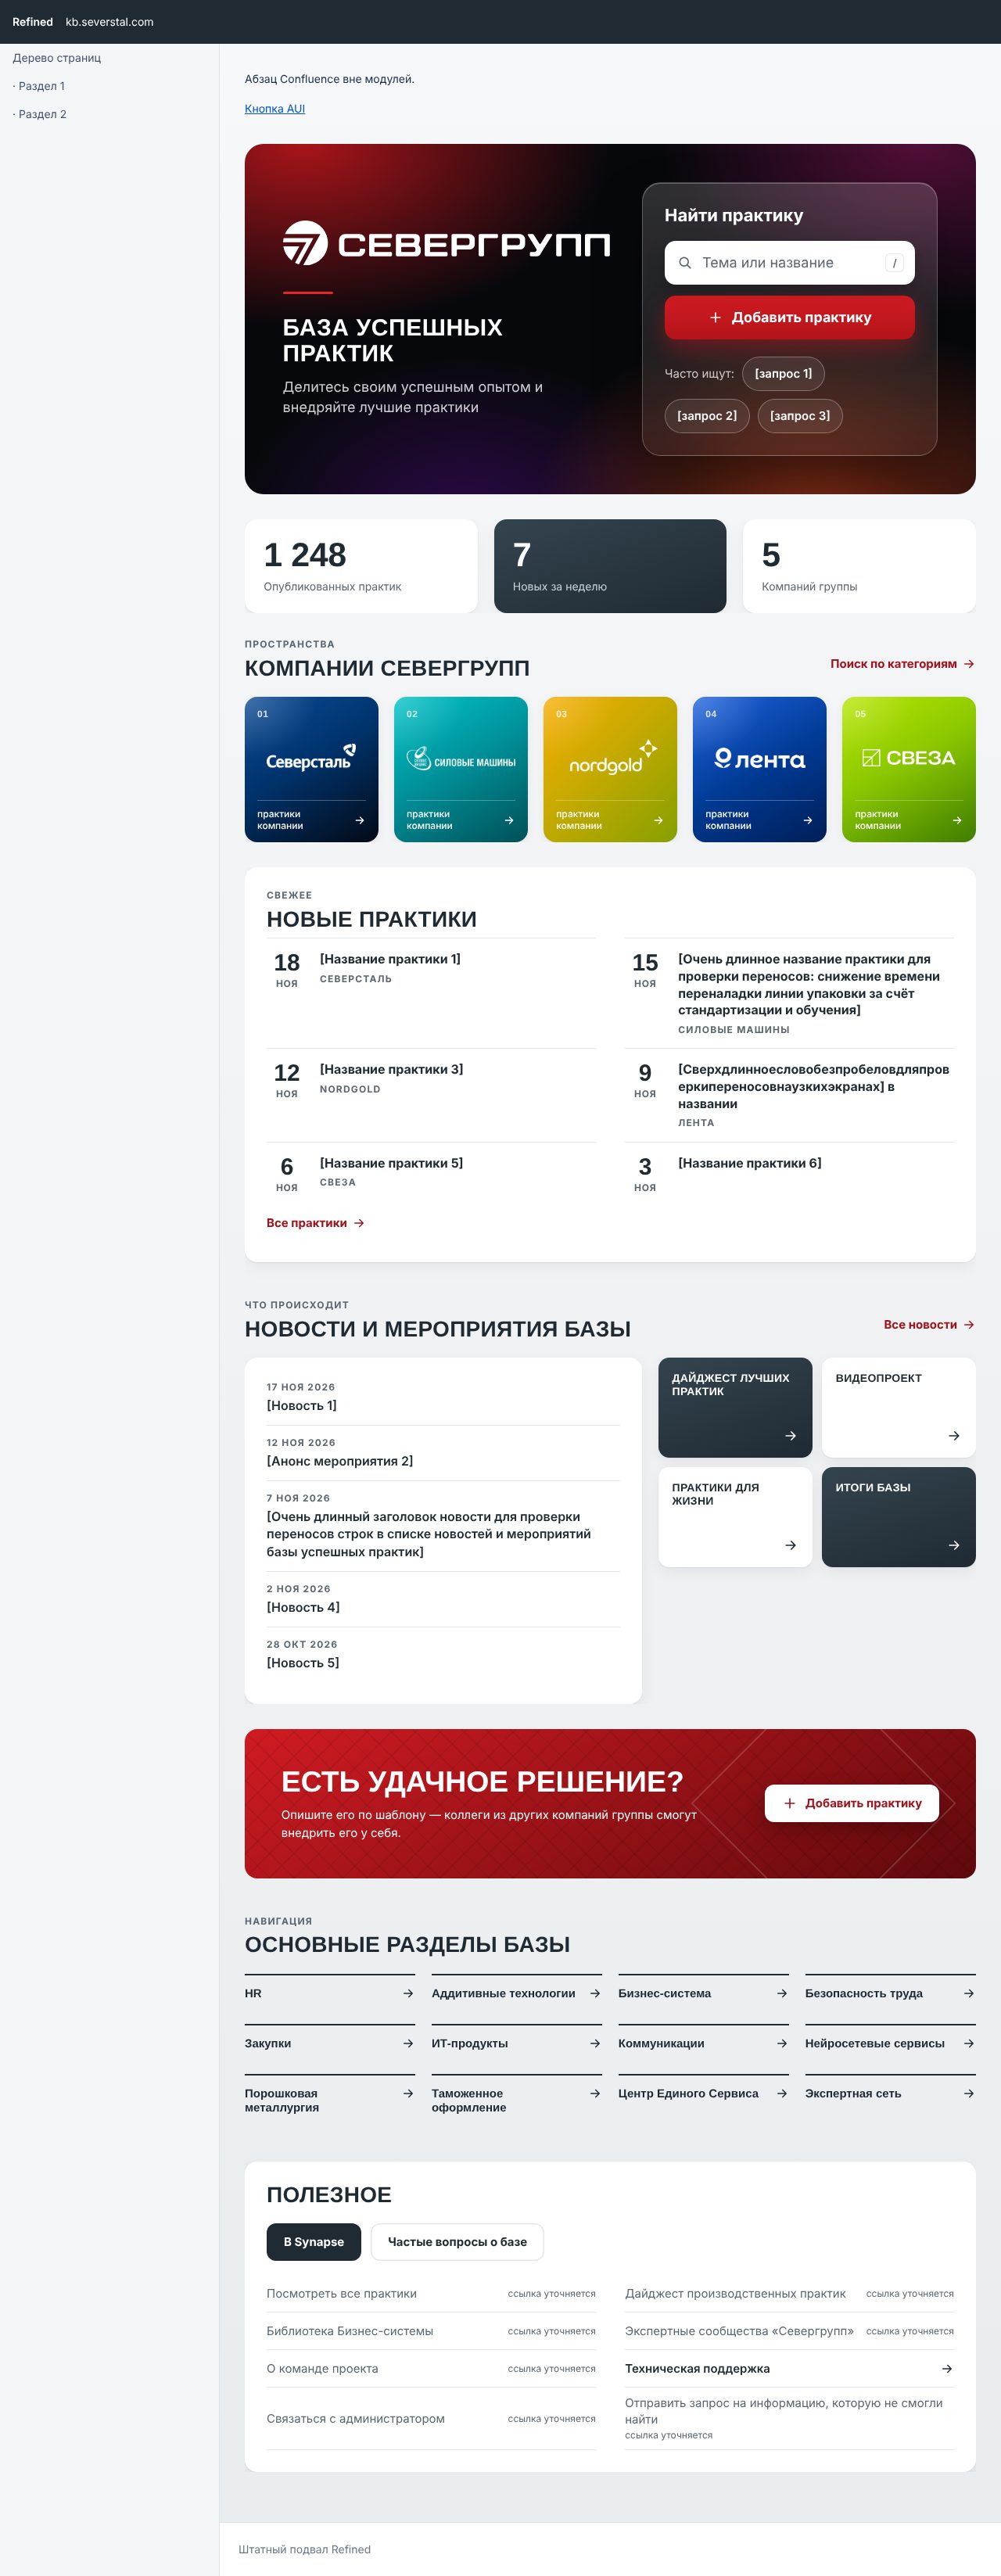 Refined kb.severstal.com
Дерево страниц
· Раздел 1
· Раздел 2
Абзац Confluence вне модулей.
Кнопка AUI
СЕВЕРГРУПП
БАЗА УСПЕШНЫХ
ПРАКТИК
Делитесь своим успешным опытом и
внедряйте лучшие практики
Найти практику
Тема или название /
+ Добавить практику
Часто ищут: [запрос 1]
[запрос 2] [запрос 3]
1 248
Опубликованных практик
7
Новых за неделю
5
Компаний группы
ПРОСТРАНСТВА
КОМПАНИИ СЕВЕРГРУПП
Поиск по категориям →
01
Северсталь
практики
компании →
02
СИЛОВЫЕ МАШИНЫ
практики
компании →
03
nordgold
практики
компании →
04
лента
практики
компании →
05
СВЕЗА
практики
компании →
СВЕЖЕЕ
НОВЫЕ ПРАКТИКИ
18
НОЯ
[Название практики 1]
СЕВЕРСТАЛЬ
15
НОЯ
[Очень длинное название практики для
проверки переносов: снижение времени
переналадки линии упаковки за счёт
стандартизации и обучения]
СИЛОВЫЕ МАШИНЫ
12
НОЯ
[Название практики 3]
NORDGOLD
9
НОЯ
[Сверхдлинноесловобезпробеловдляпров
еркипереносовнаузкихэкранах] в
названии
ЛЕНТА
6
НОЯ
[Название практики 5]
СВЕЗА
3
НОЯ
[Название практики 6]
Все практики →
ЧТО ПРОИСХОДИТ
НОВОСТИ И МЕРОПРИЯТИЯ БАЗЫ
Все новости →
17 НОЯ 2026
[Новость 1]
12 НОЯ 2026
[Анонс мероприятия 2]
7 НОЯ 2026
[Очень длинный заголовок новости для проверки
переносов строк в списке новостей и мероприятий
базы успешных практик]
2 НОЯ 2026
[Новость 4]
28 ОКТ 2026
[Новость 5]
ДАЙДЖЕСТ ЛУЧШИХ
ПРАКТИК
→
ВИДЕОПРОЕКТ
→
ПРАКТИКИ ДЛЯ
ЖИЗНИ
→
ИТОГИ БАЗЫ
→
ЕСТЬ УДАЧНОЕ РЕШЕНИЕ?
Опишите его по шаблону — коллеги из других компаний группы смогут
внедрить его у себя.
+ Добавить практику
НАВИГАЦИЯ
ОСНОВНЫЕ РАЗДЕЛЫ БАЗЫ
HR →
Аддитивные технологии →
Бизнес-система →
Безопасность труда →
Закупки →
ИТ-продукты →
Коммуникации →
Нейросетевые сервисы →
Порошковая →
металлургия
Таможенное →
оформление
Центр Единого Сервиса →
Экспертная сеть →
ПОЛЕЗНОЕ
В Synapse
Частые вопросы о базе
Посмотреть все практики ссылка уточняется
Дайджест производственных практик ссылка уточняется
Библиотека Бизнес-системы ссылка уточняется
Экспертные сообщества «Севергрупп» ссылка уточняется
О команде проекта ссылка уточняется
Техническая поддержка →
Связаться с администратором ссылка уточняется
Отправить запрос на информацию, которую не смогли
найти
ссылка уточняется
Штатный подвал Refined